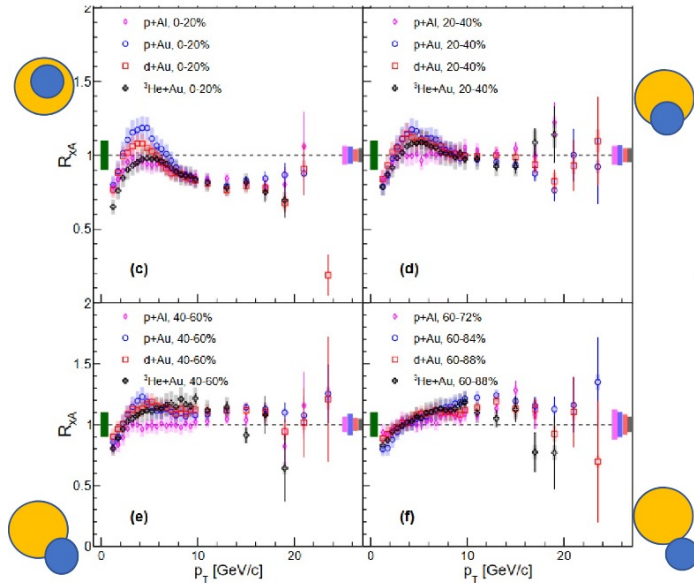 2
p+Al, 0-20%
p+Au, 0-20%
d+Au, 0-20%
³He+Au, 0-20%
p+Al, 20-40%
p+Au, 20-40%
d+Au, 20-40%
³He+Au, 20-40%
1.5
R_xA
1
0.5
(c)
(d)
2
p+Al, 40-60%
p+Au, 40-60%
d+Au, 40-60%
³He+Au, 40-60%
p+Al, 60-72%
p+Au, 60-84%
d+Au, 60-88%
³He+Au, 60-88%
1.5
R_xA
1
0.5
(e)
(f)
0
0 10 20 0 10 20
p_T [GeV/c]
p_T [GeV/c]